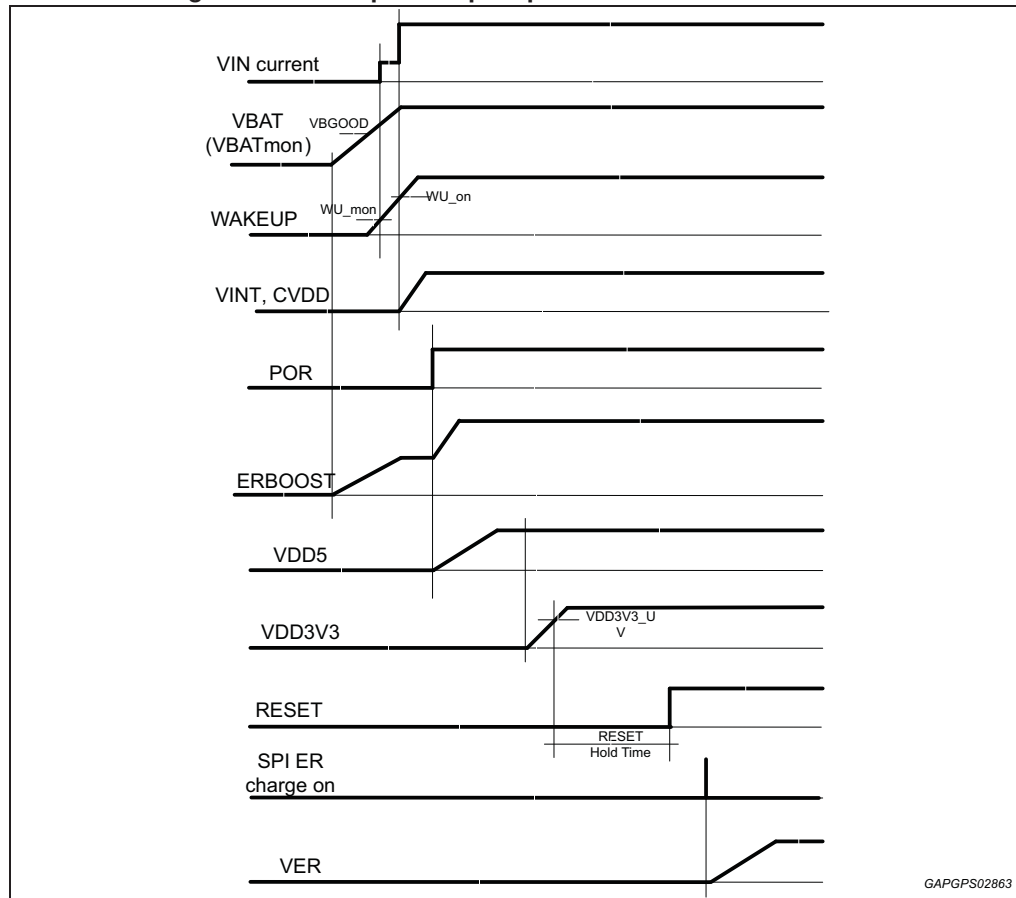 VIN current
VBAT
(VBATmon)
VBGOOD
WAKEUP
WU_mon
WU_on
VINT, CVDD
POR
ERBOOST
VDD5
VDD3V3
VDD3V3_U
V
RESET
RESET
Hold Time
SPI ER
charge on
VER
GAPGPS02863